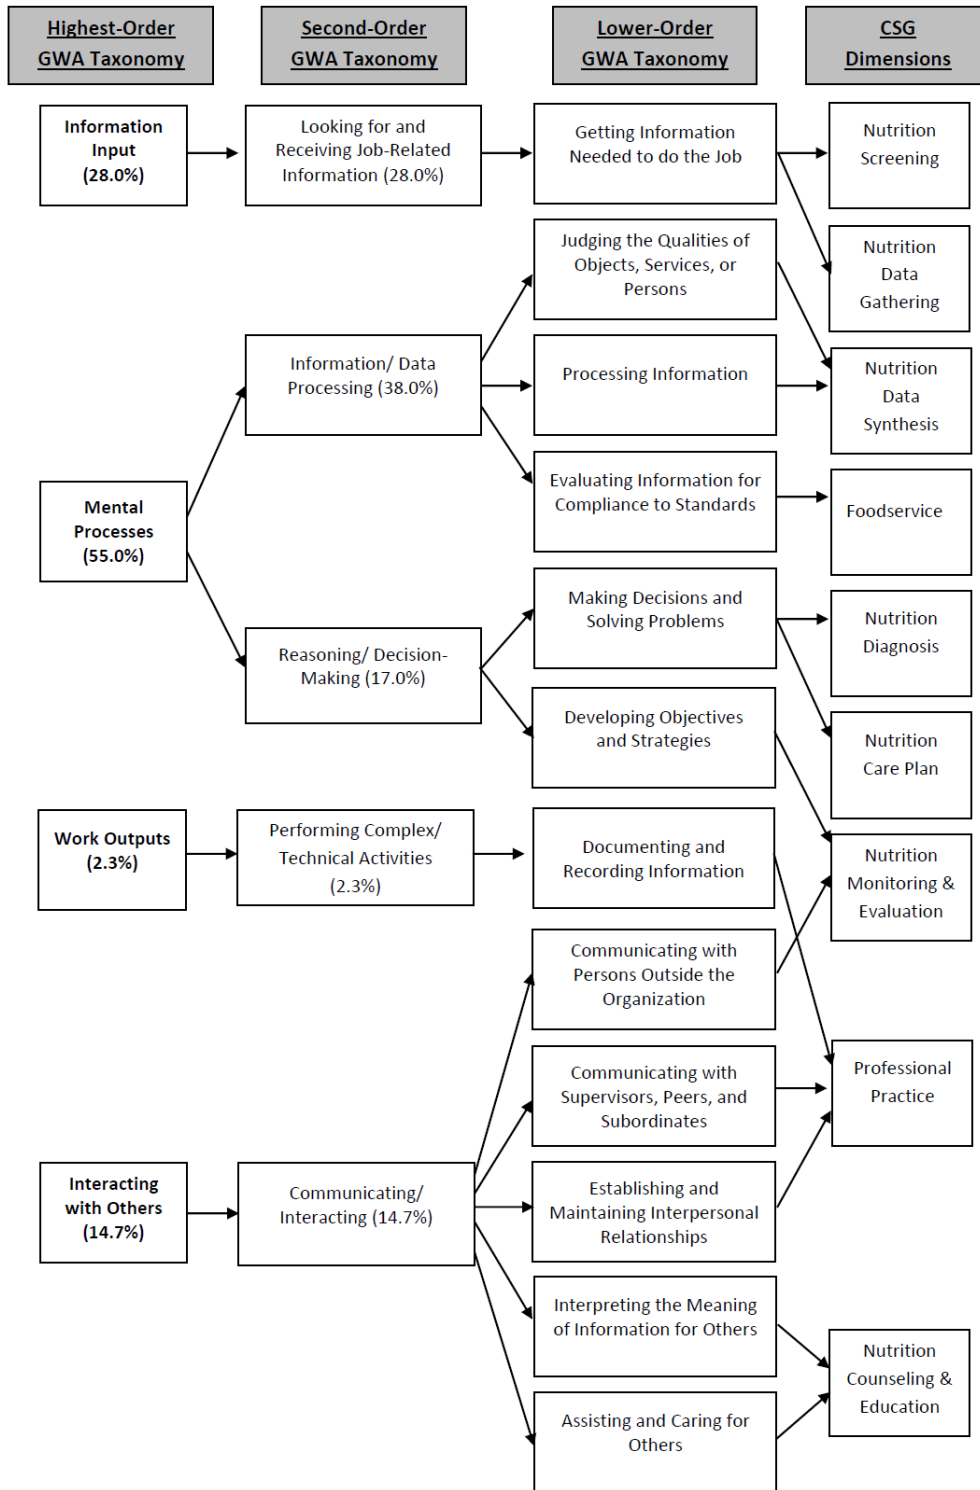 Highest-Order
GWA Taxonomy
Second-Order
GWA Taxonomy
Lower-Order
GWA Taxonomy
CSG
Dimensions
Information
Input
(28.0%)
Looking for and
Receiving Job-Related
Information (28.0%)
Getting Information
Needed to do the Job
Nutrition
Screening
Judging the Qualities of
Objects, Services, or
Persons
Nutrition
Data
Gathering
Information/ Data
Processing (38.0%)
Processing Information
Nutrition
Data
Synthesis
Mental
Processes
(55.0%)
Evaluating Information for
Compliance to Standards
Foodservice
Reasoning/ Decision-
Making (17.0%)
Making Decisions and
Solving Problems
Nutrition
Diagnosis
Developing Objectives
and Strategies
Nutrition
Care Plan
Work Outputs
(2.3%)
Performing Complex/
Technical Activities
(2.3%)
Documenting and
Recording Information
Nutrition
Monitoring &
Evaluation
Communicating with
Persons Outside the
Organization
Communicating with
Supervisors, Peers, and
Subordinates
Professional
Practice
Interacting
with Others
(14.7%)
Communicating/
Interacting (14.7%)
Establishing and
Maintaining Interpersonal
Relationships
Interpreting the Meaning
of Information for Others
Nutrition
Counseling &
Education
Assisting and Caring for
Others